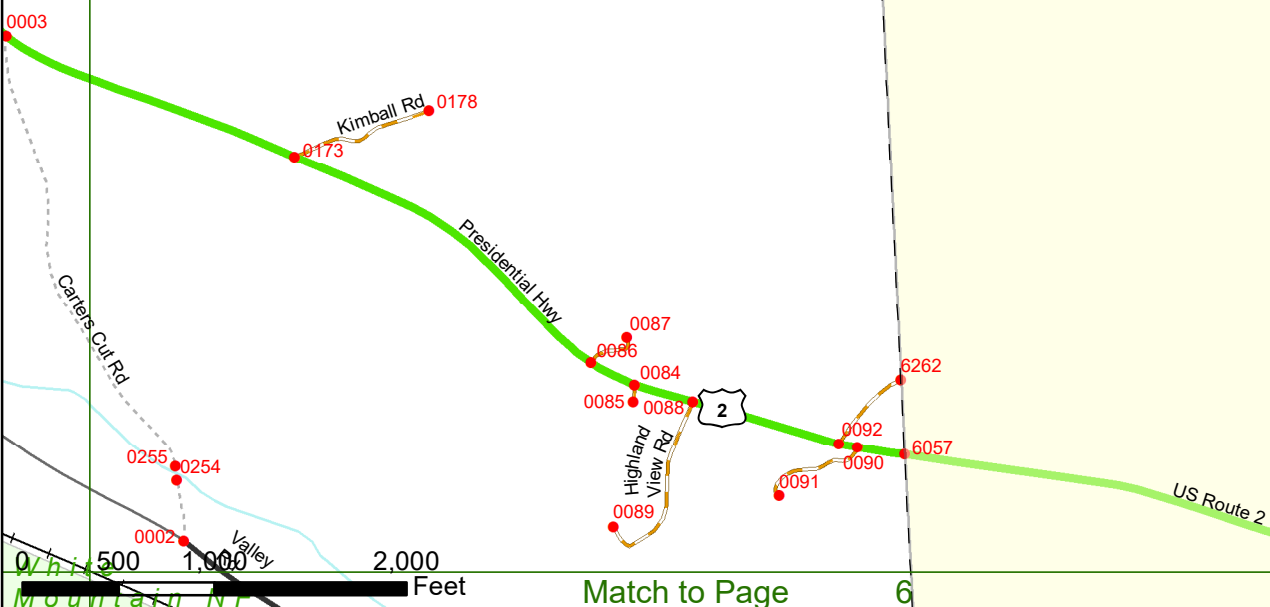 0003
0178
Kimball Rd
0173
Presidential Hwy
Carters Cut Rd
0087
0086
0084
0085
0088
2
6262
0092
6057
0090
0091
Highland
View Rd
0089
US Route 2
0255
0254
0002
Valley
Rd
0 500 1,000 2,000
Feet
White
Mountain NF
Match to Page
6